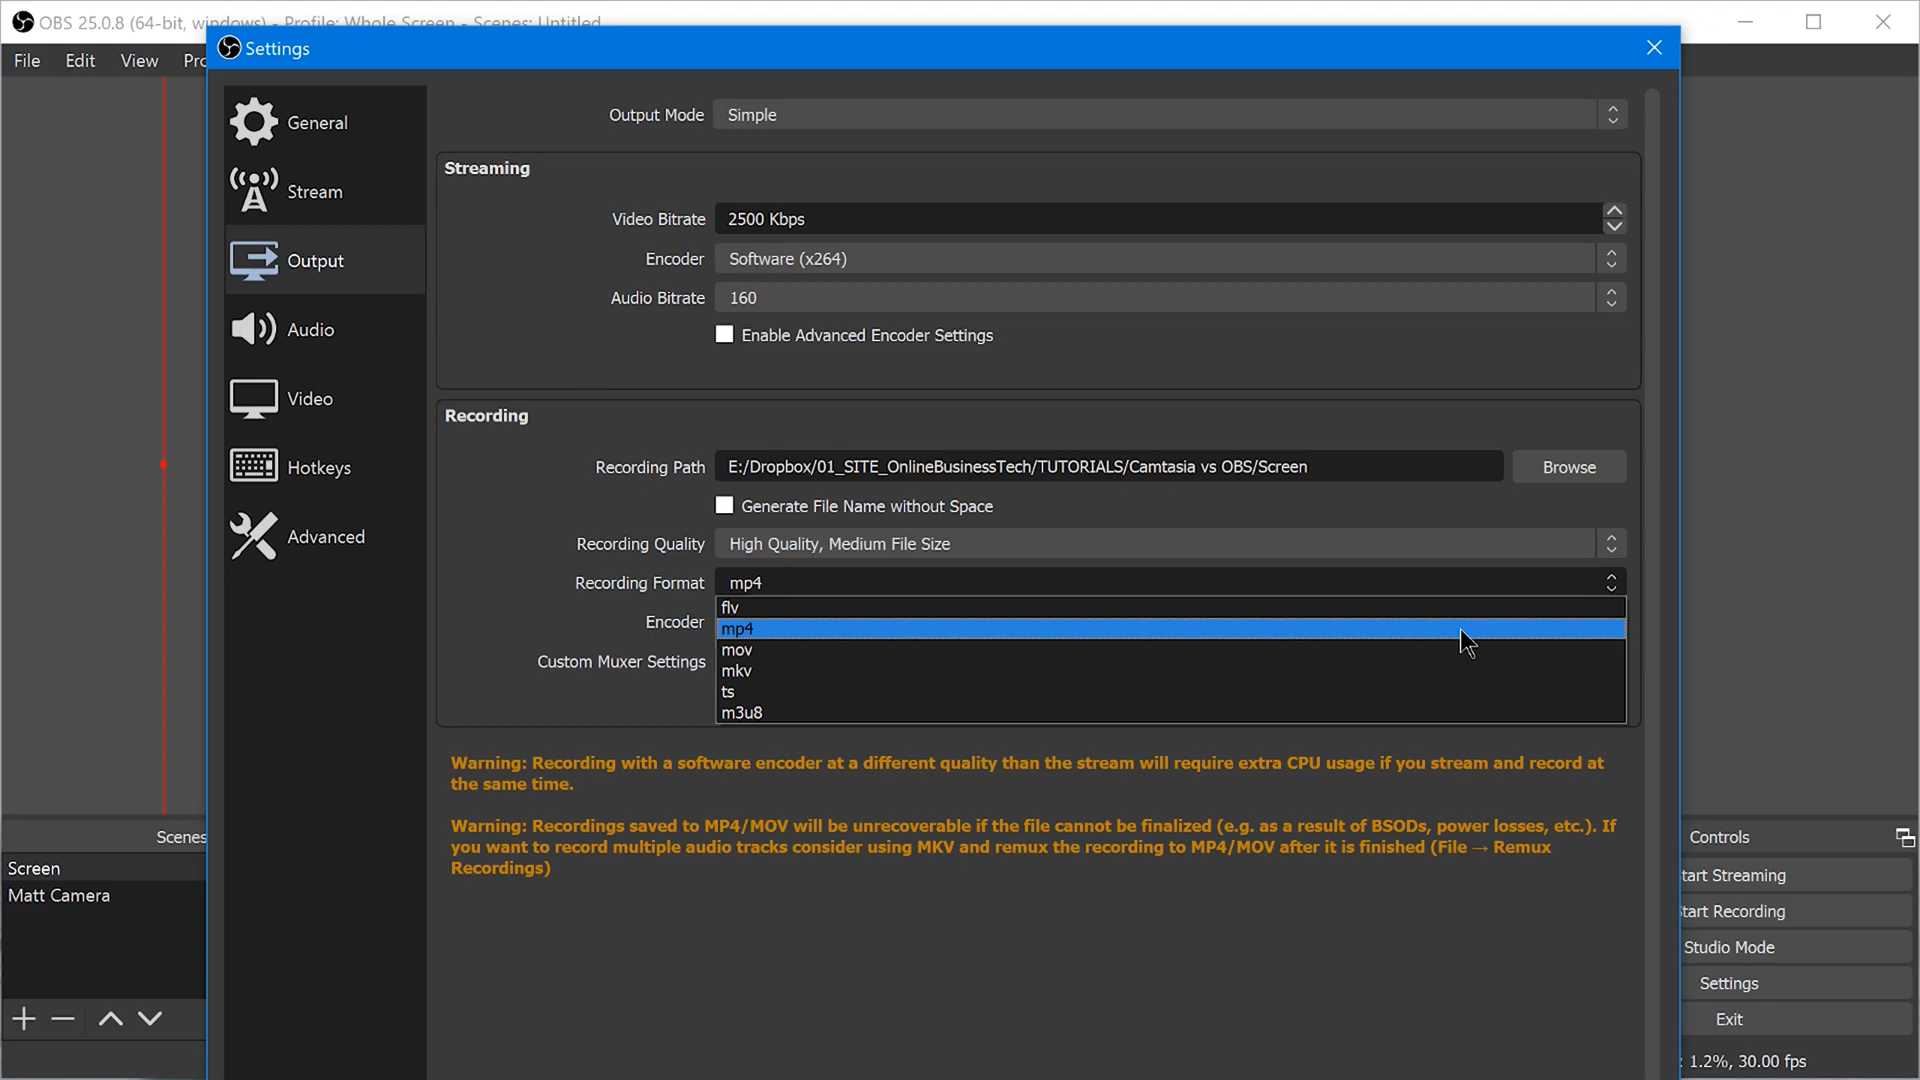 OBS 25.0.8 (64-bit, windows) - Profile: Whole Screen - Scenes: Untitled
Settings
File Edit View Pro
General
Stream
Output
Audio
Video
Hotkeys
Advanced
Output Mode Simple
Streaming
Video Bitrate 2500 Kbps
Encoder Software (x264)
Audio Bitrate 160
Enable Advanced Encoder Settings
Recording
Recording Path E:/Dropbox/01_SITE_OnlineBusinessTech/TUTORIALS/Camtasia vs OBS/Screen Browse
Generate File Name without Space
Recording Quality High Quality, Medium File Size
Recording Format mp4
flv
Encoder
mp4
mov
Custom Muxer Settings
mkv
ts
m3u8
Warning: Recording with a software encoder at a different quality than the stream will require extra CPU usage if you stream and record at
the same time.
Warning: Recordings saved to MP4/MOV will be unrecoverable if the file cannot be finalized (e.g. as a result of BSODs, power losses, etc.). If
you want to record multiple audio tracks consider using MKV and remux the recording to MP4/MOV after it is finished (File → Remux
Recordings)
Scenes
Screen
Matt Camera
Controls
tart Streaming
tart Recording
Studio Mode
Settings
Exit
: 1.2%, 30.00 fps